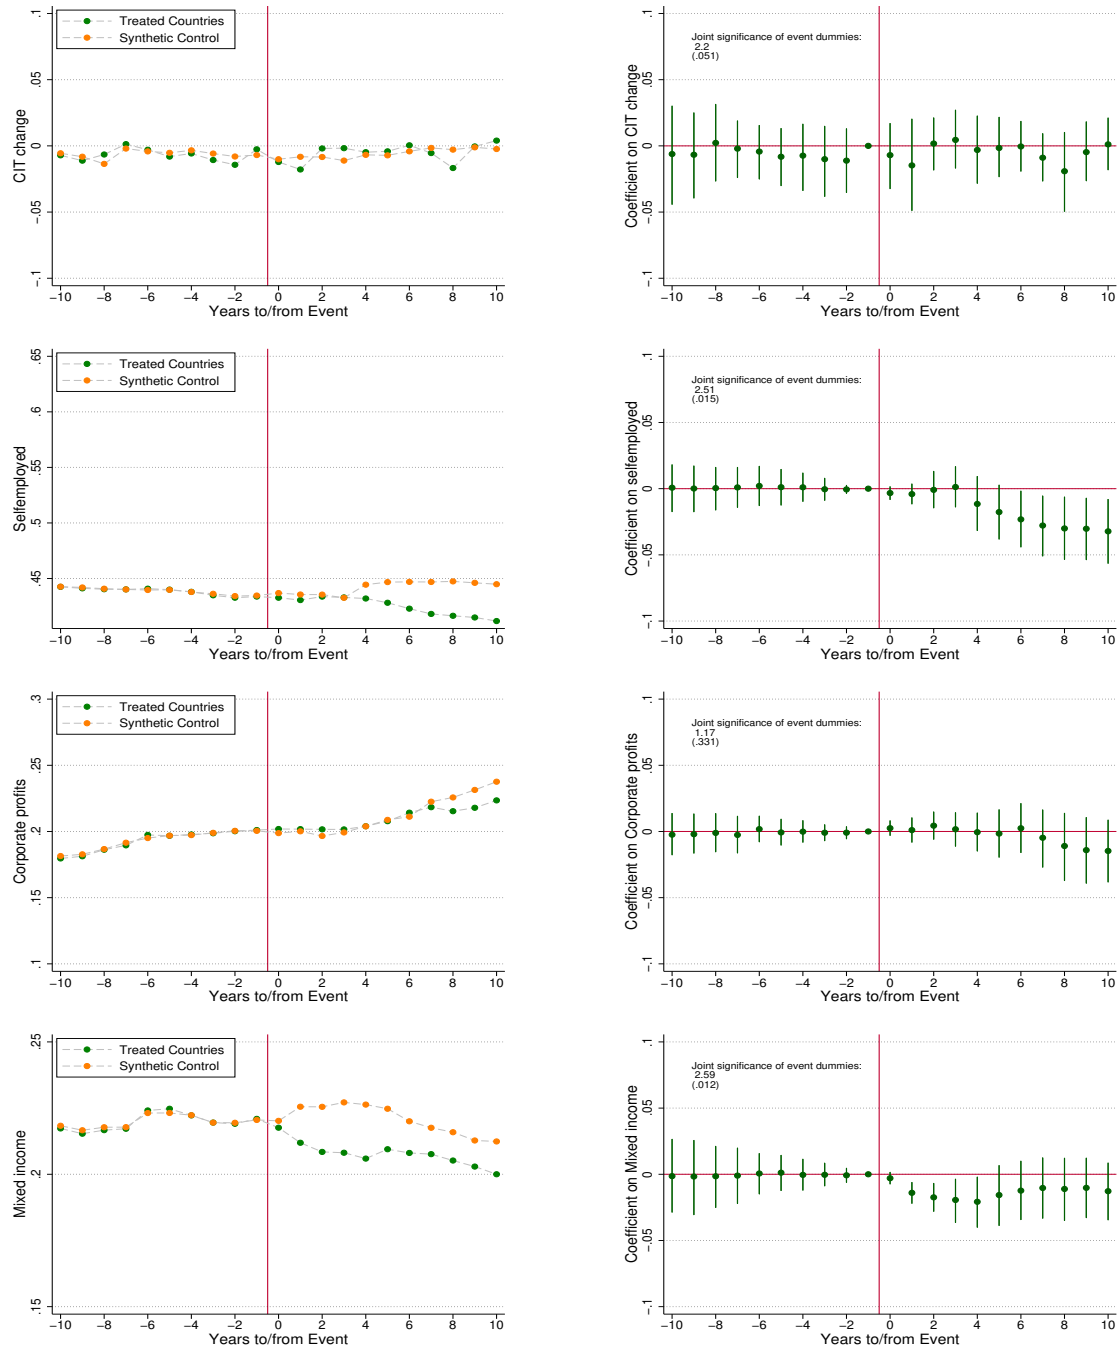 CIT change
.1
.05
0
-.05
-.1
Treated Countries
Synthetic Control
-10 -8 -6 -4 -2 0 2 4 6 8 10
Years to/from Event
Coefficient on CIT change
.1
.05
0
-.05
-.1
Joint significance of event dummies:
2.2
(.051)
-10 -8 -6 -4 -2 0 2 4 6 8 10
Years to/from Event
Selfemployed
.65
.6
.55
.5
.45
Treated Countries
Synthetic Control
-10 -8 -6 -4 -2 0 2 4 6 8 10
Years to/from Event
Coefficient on selfemployed
.1
.05
0
-.05
-.1
Joint significance of event dummies:
2.51
(.015)
-10 -8 -6 -4 -2 0 2 4 6 8 10
Years to/from Event
Corporate profits
.3
.25
.2
.15
.1
Treated Countries
Synthetic Control
-10 -8 -6 -4 -2 0 2 4 6 8 10
Years to/from Event
Coefficient on Corporate profits
.1
.05
0
-.05
-.1
Joint significance of event dummies:
1.17
(.331)
-10 -8 -6 -4 -2 0 2 4 6 8 10
Years to/from Event
Mixed income
.25
.2
.15
Treated Countries
Synthetic Control
-10 -8 -6 -4 -2 0 2 4 6 8 10
Years to/from Event
Coefficient on Mixed income
.1
.05
0
-.05
-.1
Joint significance of event dummies:
2.59
(.012)
-10 -8 -6 -4 -2 0 2 4 6 8 10
Years to/from Event